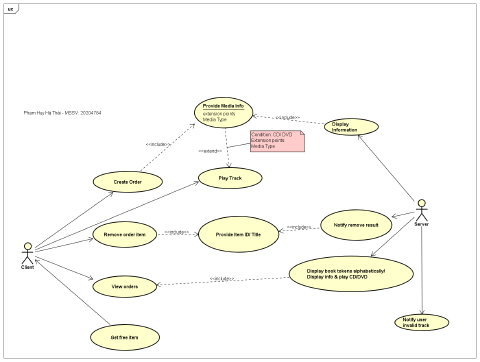 uc
Pham Huy Hà Thái - MSSV: 20204784
Provide Media Info
extension points
Media Type
<<include>>
Display
Information
Condition: CD/DVD
Extension points:
Media Type
<<include>>
<<extend>>
Create Order
Play Track
Server
Remove order item
<<include>>
Provide Item ID/ Title
<<include>>
Notify remove result
Client
Display book tokens alphabetically/
Display info & play CD/DVD
<<include>>
View orders
Notify user
invalid track
Get free item